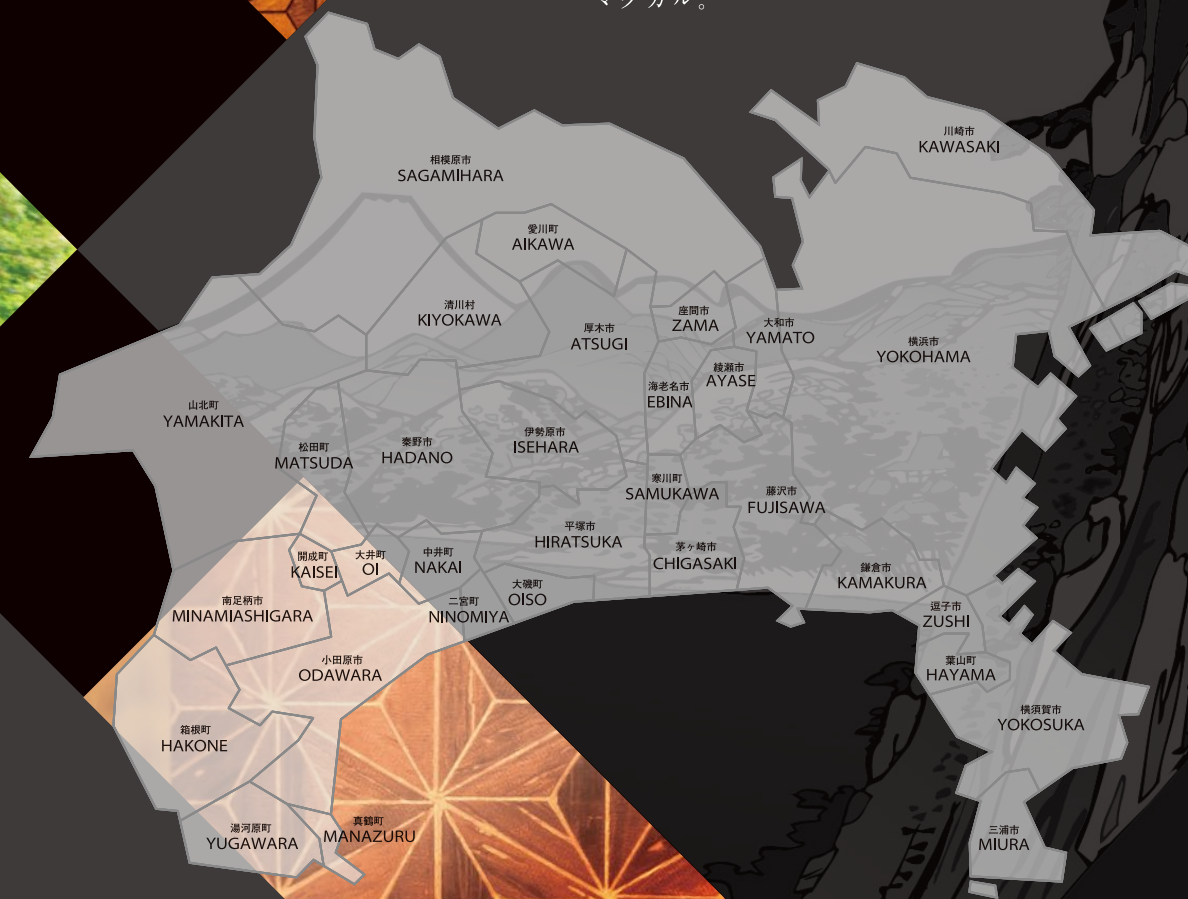 マジカル。
川崎市
KAWASAKI
相模原市
SAGAMIHARA
愛川町
AIKAWA
清川村
KIYOKAWA
厚木市
ATSUGI
座間市
ZAMA
大和市
YAMATO
横浜市
YOKOHAMA
綾瀬市
AYASE
海老名市
EBINA
山北町
YAMAKITA
松田町
MATSUDA
秦野市
HADANO
伊勢原市
ISEHARA
寒川町
SAMUKAWA
藤沢市
FUJISAWA
平塚市
HIRATSUKA
茅ヶ崎市
CHIGASAKI
開成町
KAISEI
大井町
OI
中井町
NAKAI
鎌倉市
KAMAKURA
大磯町
OISO
二宮町
NINOMIYA
南足柄市
MINAMIASHIGARA
逗子市
ZUSHI
小田原市
ODAWARA
葉山町
HAYAMA
箱根町
HAKONE
横須賀市
YOKOSUKA
湯河原町
YUGAWARA
真鶴町
MANAZURU
三浦市
MIURA